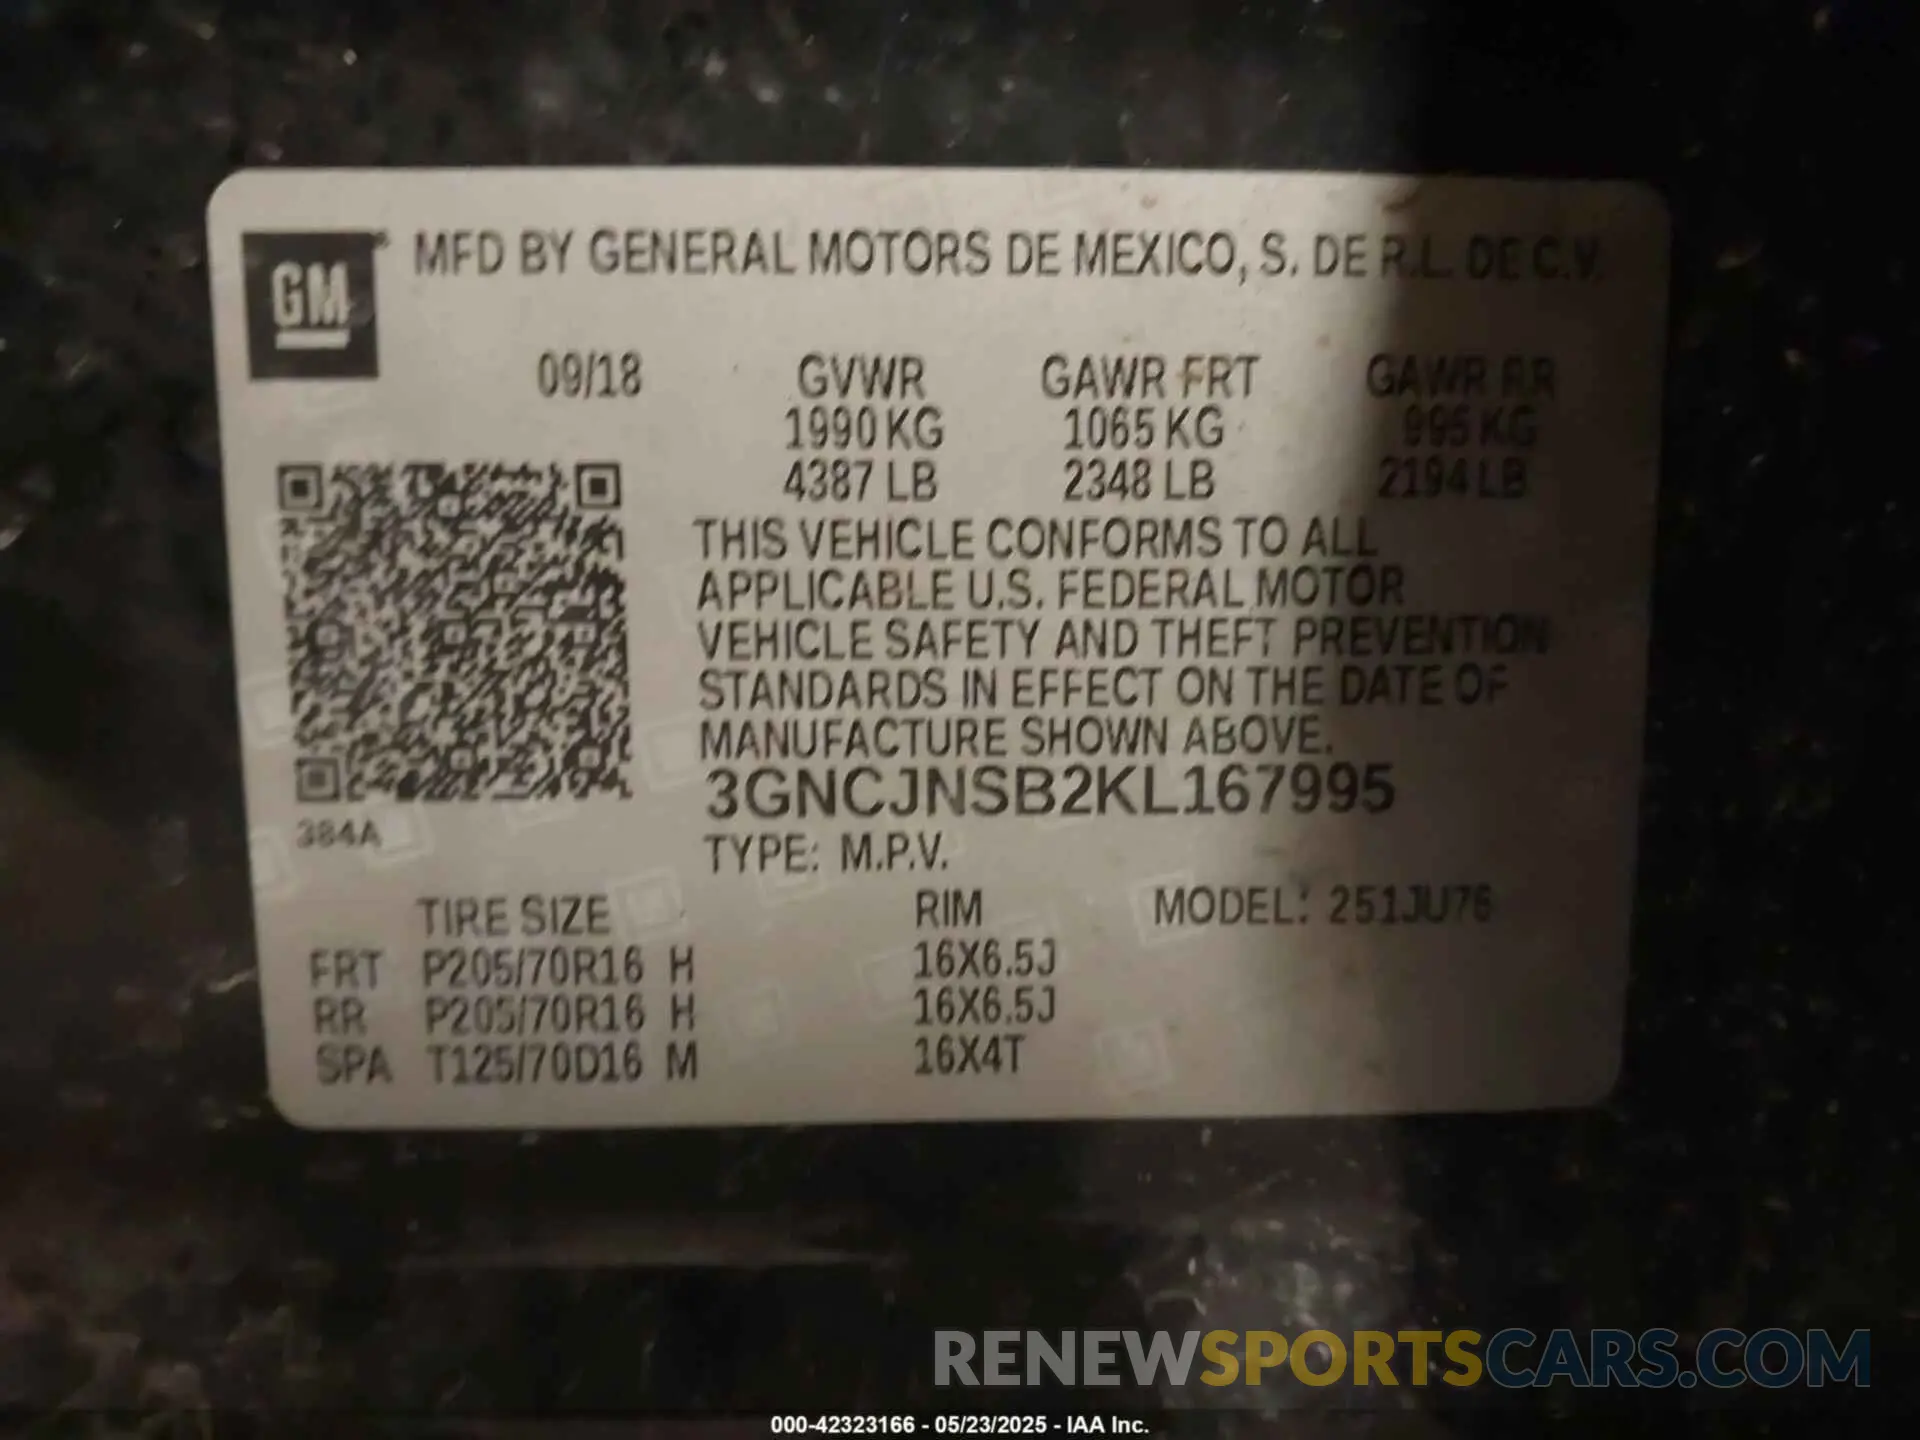 GM
MFD BY GENERAL MOTORS DE MEXICO, S. DE R.L. DE C.V.
09/18 GVWR GAWR FRT GAWR RR
1990 KG 1065 KG 995 KG
4387 LB 2348 LB 2194 LB
THIS VEHICLE CONFORMS TO ALL
APPLICABLE U.S. FEDERAL MOTOR
VEHICLE SAFETY AND THEFT PREVENTION
STANDARDS IN EFFECT ON THE DATE OF
MANUFACTURE SHOWN ABOVE.
3GNCJNSB2KL167995
384A
TYPE: M.P.V.
TIRE SIZE RIM MODEL: 251JU76
FRT P205/70R16 H 16X6.5J
RR P205/70R16 H 16X6.5J
SPA T125/70D16 M 16X4T
RENEWSPORTSCARS.COM
000-42323166 - 05/23/2025 - IAA Inc.